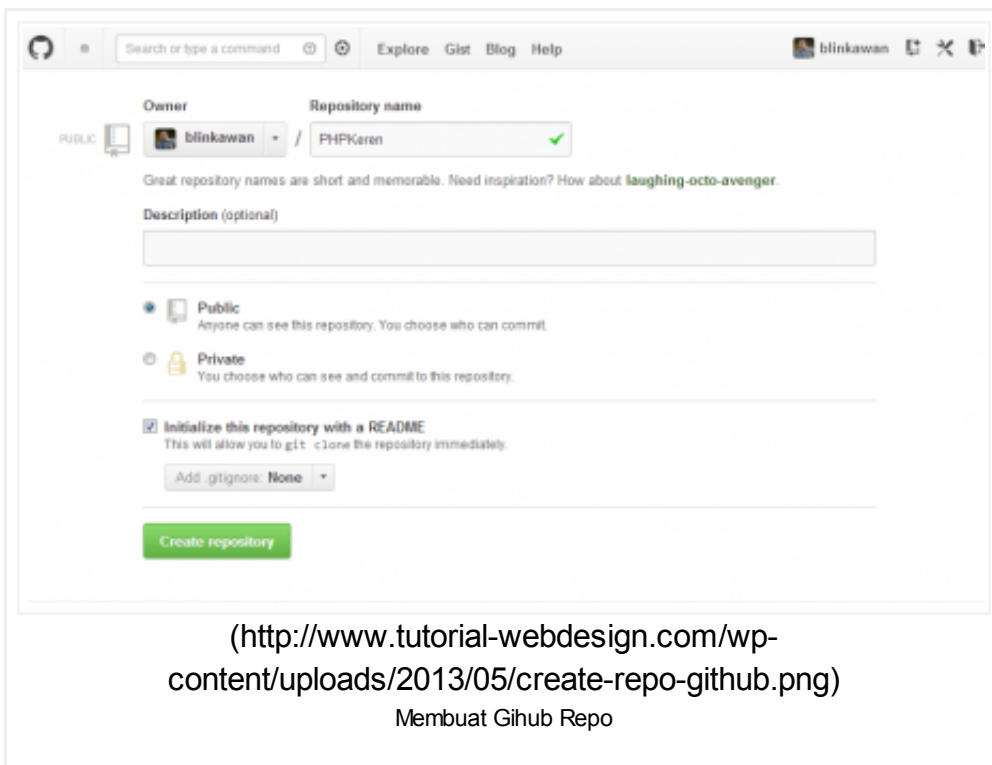 Search or type a command Explore Gist Blog Help blinkawan
Owner Repository name
PUBLIC blinkawan / PHPKeren
Great repository names are short and memorable. Need inspiration? How about laughing-octo-avenger.
Description (optional)
Public
Anyone can see this repository. You choose who can commit.
Private
You choose who can see and commit to this repository.
Initialize this repository with a README
This will allow you to git clone the repository immediately.
Add .gitignore: None
Create repository
(http://www.tutorial-webdesign.com/wp-
content/uploads/2013/05/create-repo-github.png)
Membuat Gihub Repo